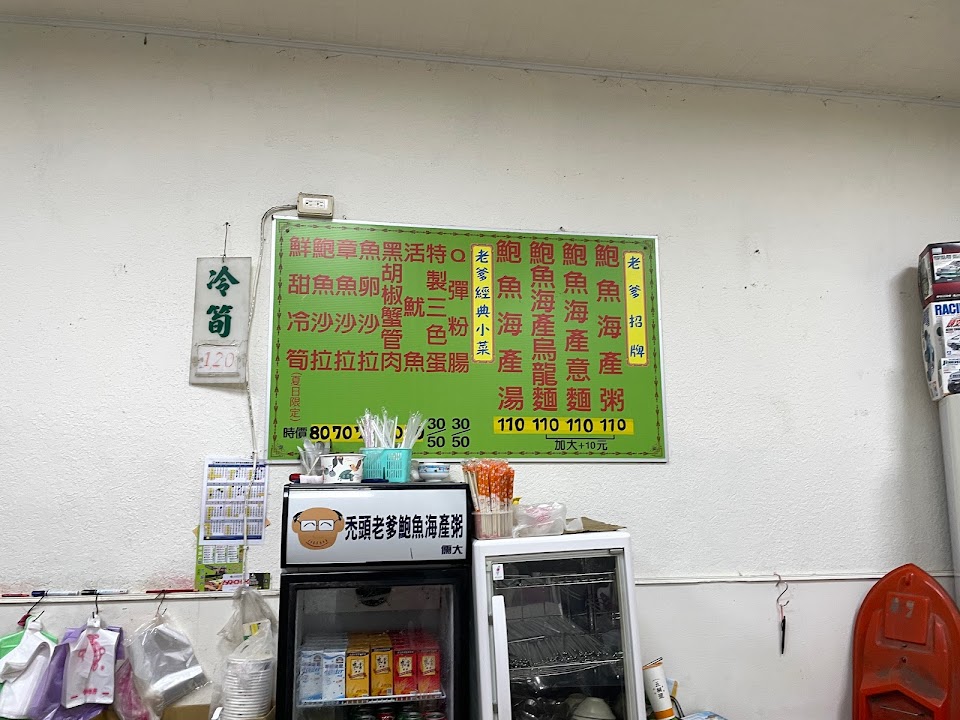 老爹招牌
鮑魚海產粥
鮑魚海產意麵
鮑魚海產烏龍麵
鮑魚海產湯
110 110 110 110
加大+10元
老爹經典小菜
Q彈粉腸
30/50
特製三色蛋
30/50
活魷魚
黑胡椒蟹管肉
魚卵沙拉
章魚沙拉
70
鮑魚沙拉
80
鮮甜冷筍(夏日限定)
時價
冷筍
120
禿頭老爹鮑魚海產粥
僑大
RACING